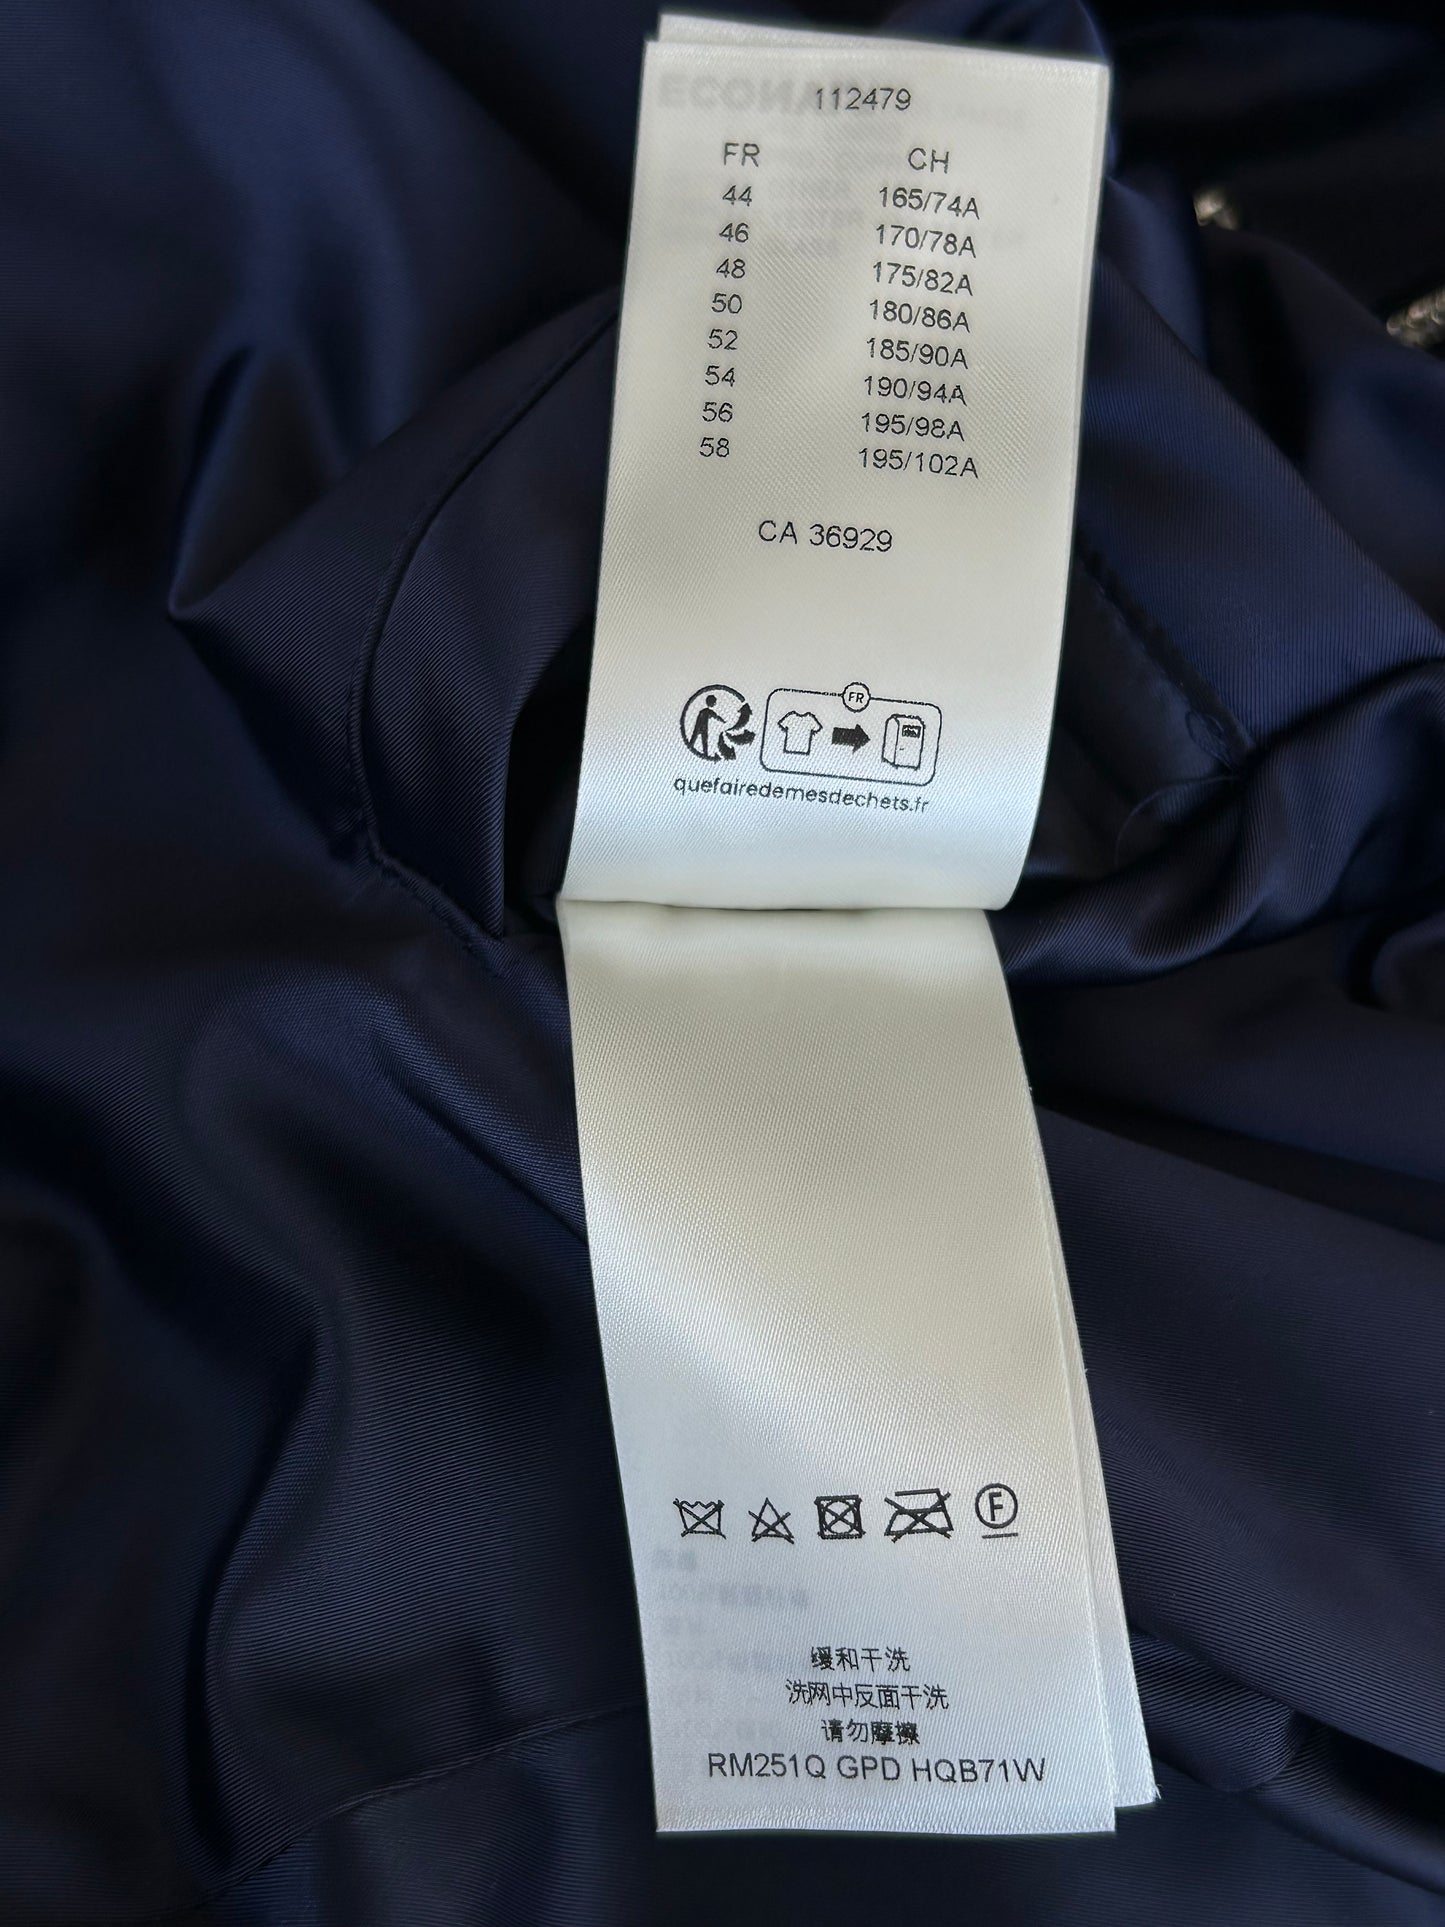 112479
FR CH
44 165/74A
46 170/78A
48 175/82A
50 180/86A
52 185/90A
54 190/94A
56 195/98A
58 195/102A
CA 36929
FR
quefairedemesdechets.fr
F
缓和干洗
洗网中反面干洗
请勿摩擦
RM251Q GPD HQB71W